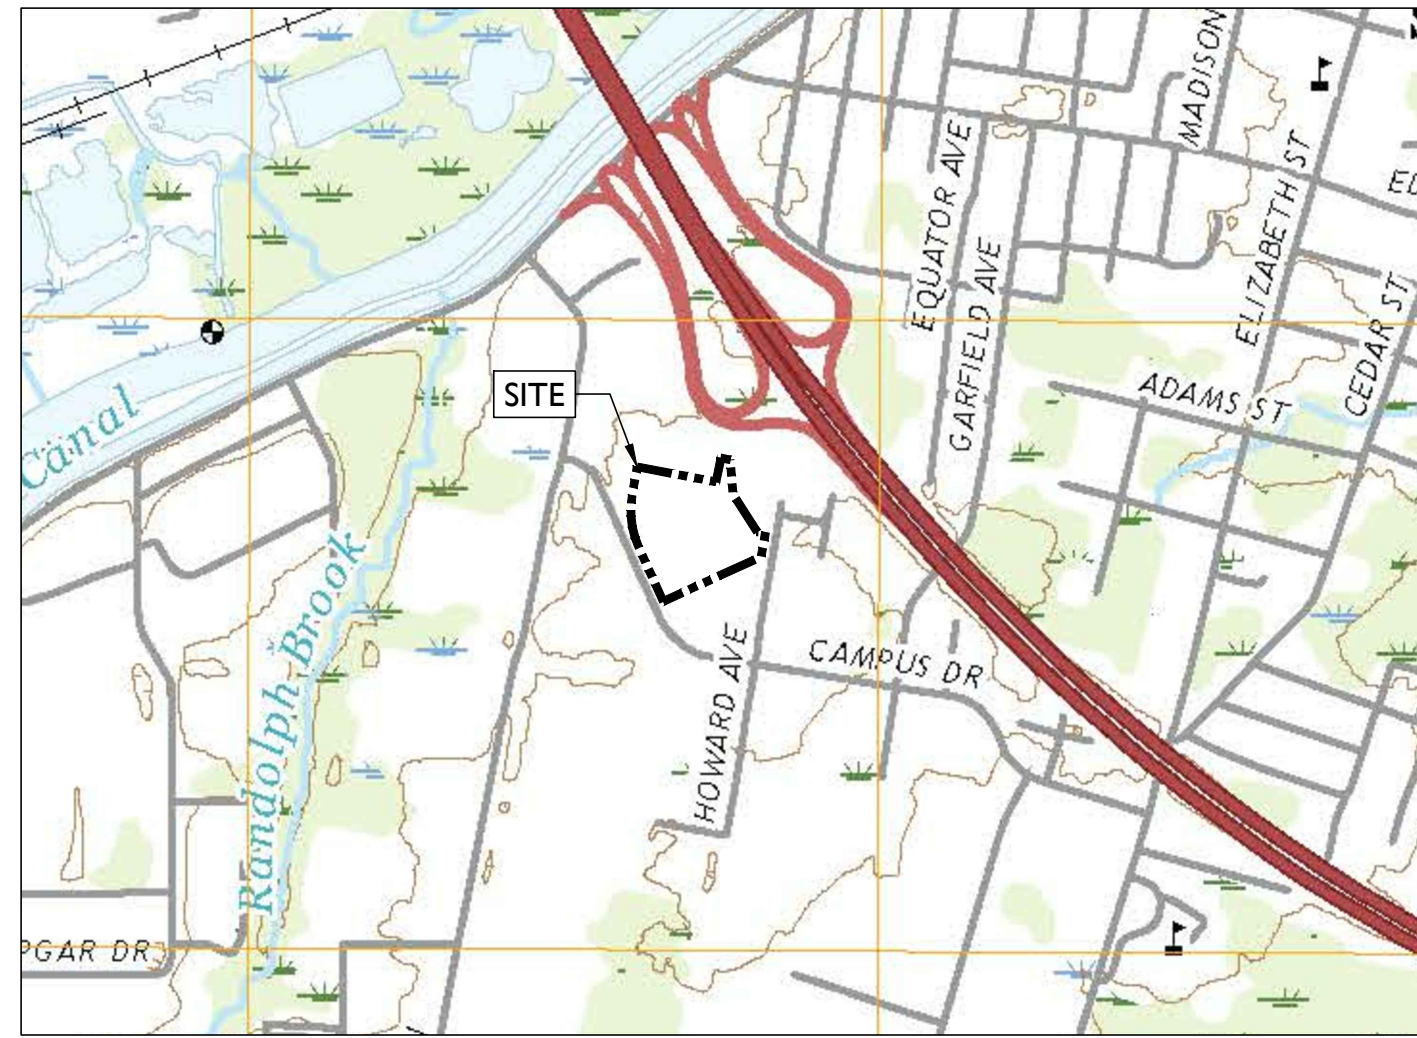 MADISON
EQUATOR AVE
ELIZABETH ST
GARFIELD AVE
CEDAR ST
ADAMS ST
SITE
Canal
Randolph Brook
CAMPUS DR
HOWARD AVE
PGAR DR